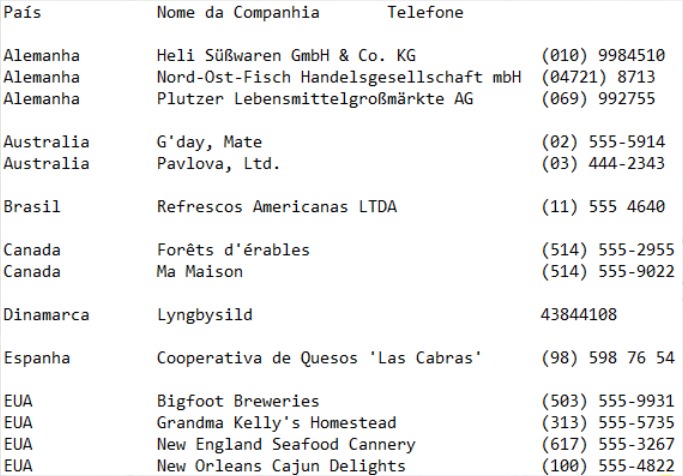 País Nome da Companhia Telefone
Alemanha Heli Süßwaren GmbH & Co. KG (010) 9984510
Alemanha Nord-Ost-Fisch Handelsgesellschaft mbH (04721) 8713
Alemanha Plutzer Lebensmittelgroßmärkte AG (069) 992755
Australia G'day, Mate (02) 555-5914
Australia Pavlova, Ltd. (03) 444-2343
Brasil Refrescos Americanas LTDA (11) 555 4640
Canada Forêts d'érables (514) 555-2955
Canada Ma Maison (514) 555-9022
Dinamarca Lyngbysild 43844108
Espanha Cooperativa de Quesos 'Las Cabras' (98) 598 76 54
EUA Bigfoot Breweries (503) 555-9931
EUA Grandma Kelly's Homestead (313) 555-5735
EUA New England Seafood Cannery (617) 555-3267
EUA New Orleans Cajun Delights (100) 555-4822